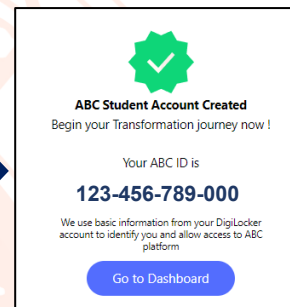 ABC Student Account Created
Begin your Transformation journey now !
Your ABC ID is
123-456-789-000
We use basic information from your DigiLocker
account to identify you and allow access to ABC
platform
Go to Dashboard